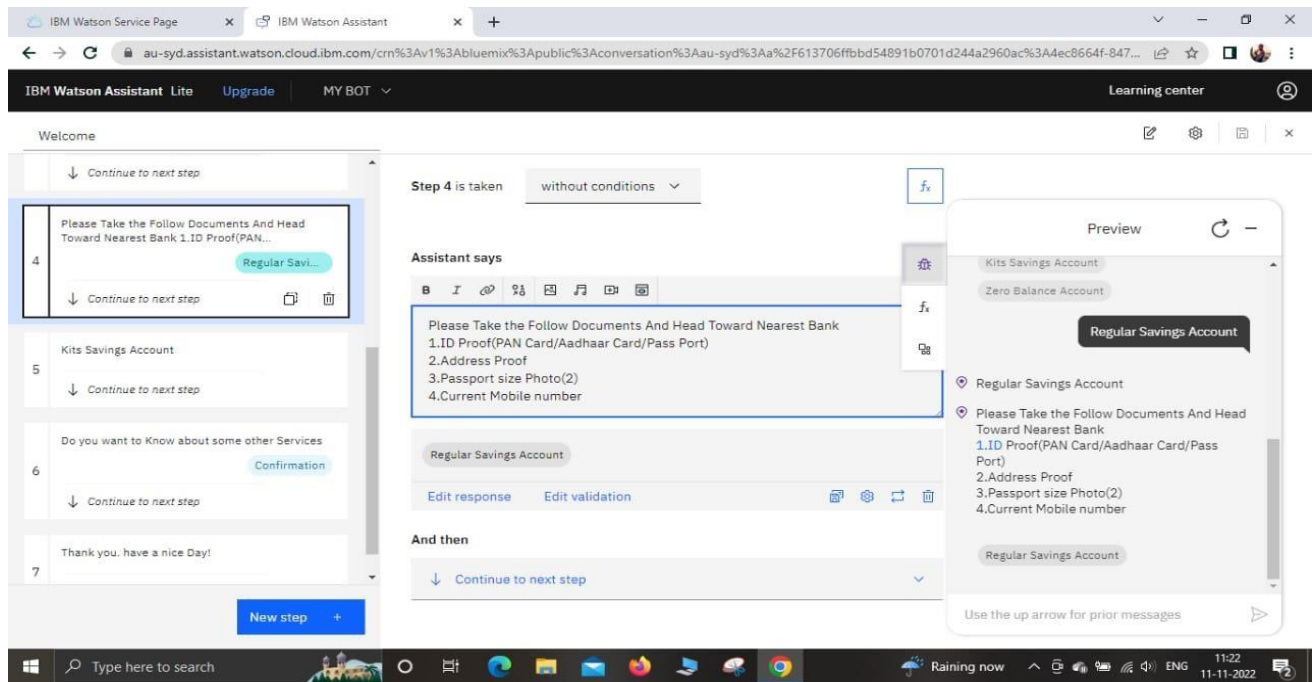 IBM Watson Service Page
IBM Watson Assistant
au-syd.assistant.watson.cloud.ibm.com/crn%3Av1%3Abluemix%3Apublic%3Aconversation%3Aau-syd%3Aa%2F613706ffbbd54891b0701d244a2960ac%3A4ec8664f-847...
IBM Watson Assistant Lite Upgrade MY BOT Learning center
Welcome
Continue to next step
4
Please Take the Follow Documents And Head
Toward Nearest Bank 1.ID Proof(PAN...
Regular Savi...
Continue to next step
5
Kits Savings Account
Continue to next step
6
Do you want to Know about some other Services
Confirmation
Continue to next step
7
Thank you. have a nice Day!
New step +
Step 4 is taken without conditions
fx
Assistant says
B I
Please Take the Follow Documents And Head Toward Nearest Bank
1.ID Proof(PAN Card/Aadhaar Card/Pass Port)
2.Address Proof
3.Passport size Photo(2)
4.Current Mobile number
fx
Regular Savings Account
Edit response Edit validation
And then
Continue to next step
Preview
Kits Savings Account
Zero Balance Account
Regular Savings Account
Regular Savings Account
Please Take the Follow Documents And Head
Toward Nearest Bank
1.ID Proof(PAN Card/Aadhaar Card/Pass
Port)
2.Address Proof
3.Passport size Photo(2)
4.Current Mobile number
Regular Savings Account
Use the up arrow for prior messages
Type here to search
Raining now
ENG
11:22
11-11-2022
2